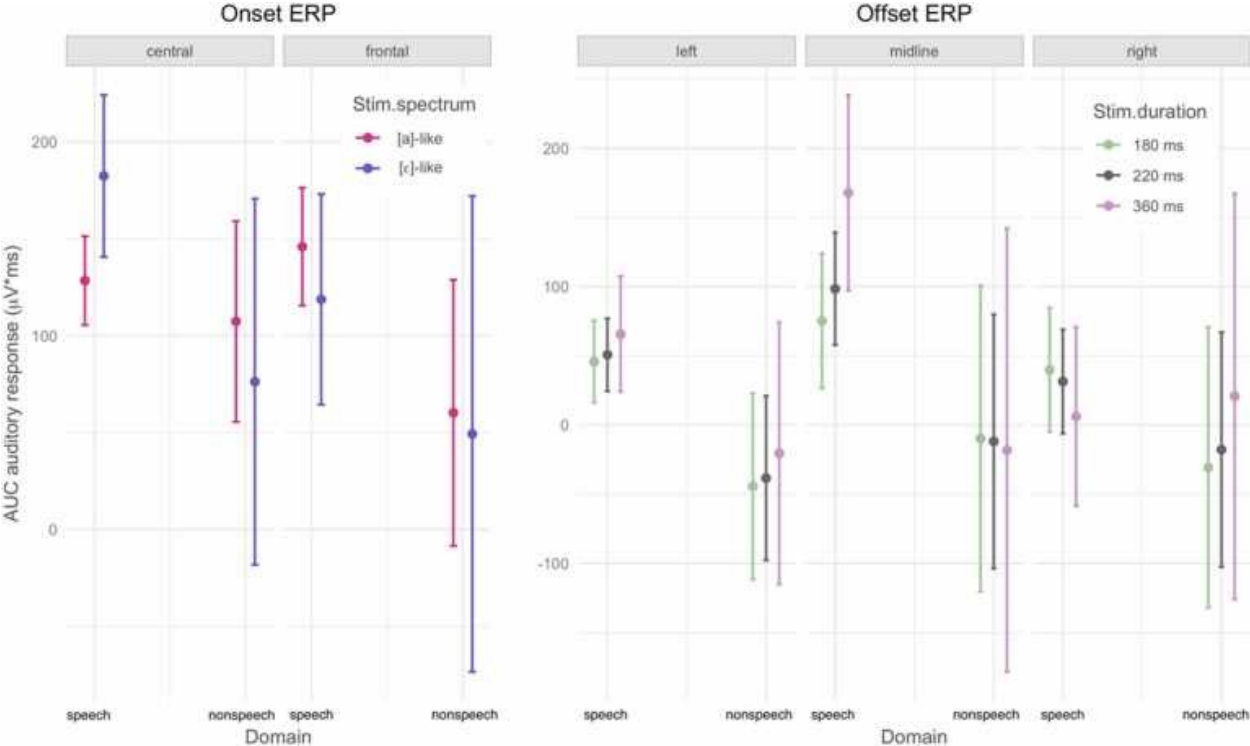 Onset ERP
Offset ERP
central
frontal
left
midline
right
Stim.spectrum
[a]-like
[ε]-like
Stim.duration
180 ms
220 ms
360 ms
AUC auditory response (μV*ms)
200
100
0
200
100
0
-100
speech
nonspeech
speech
nonspeech
speech
nonspeech
speech
nonspeech
speech
nonspeech
Domain
Domain